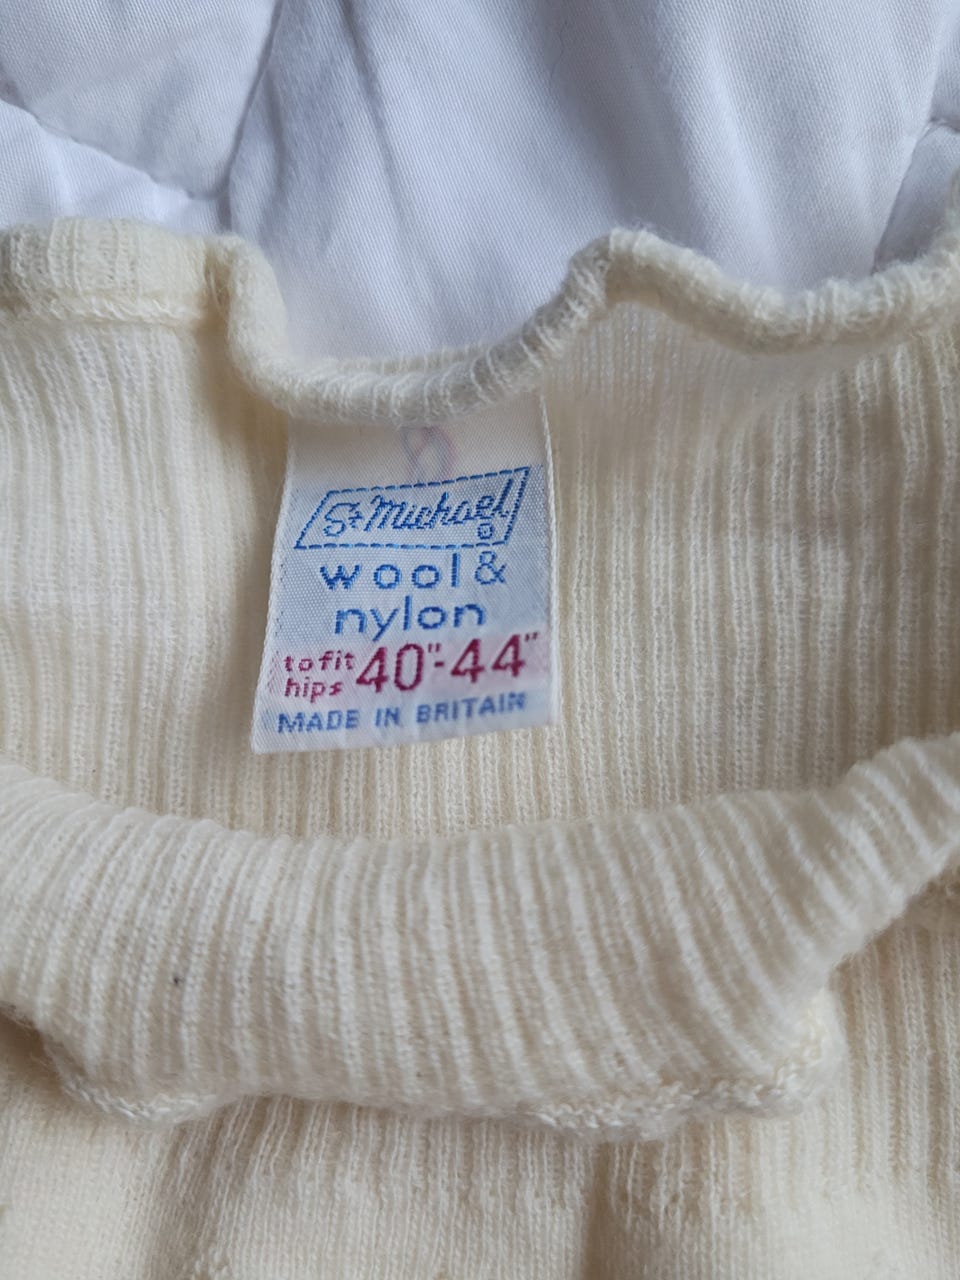 St Michael
®
wool &
nylon
to fit hips 40"-44"
MADE IN BRITAIN